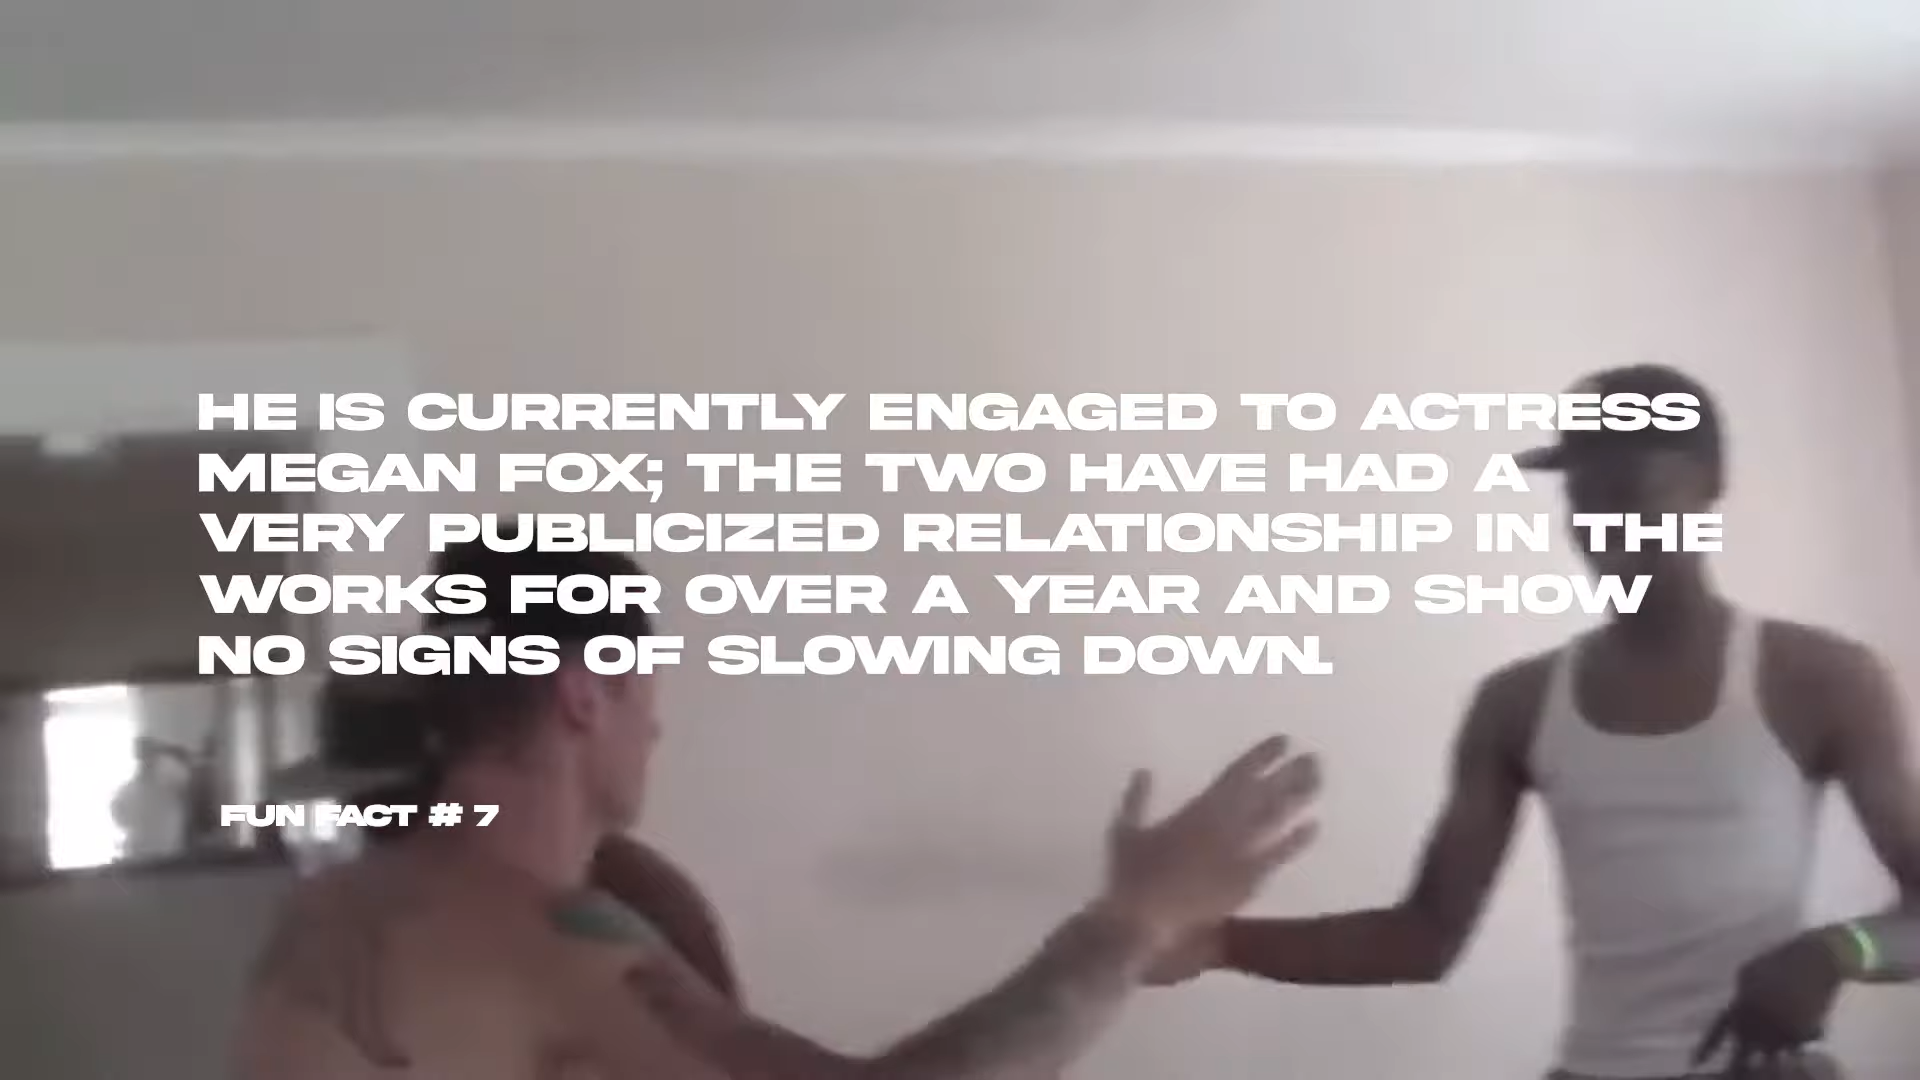 HE IS CURRENTLY ENGAGED TO ACTRESS
MEGAN FOX; THE TWO HAVE HAD A
VERY PUBLICIZED RELATIONSHIP IN THE
WORKS FOR OVER A YEAR AND SHOW
NO SIGNS OF SLOWING DOWN.
FUN FACT # 7